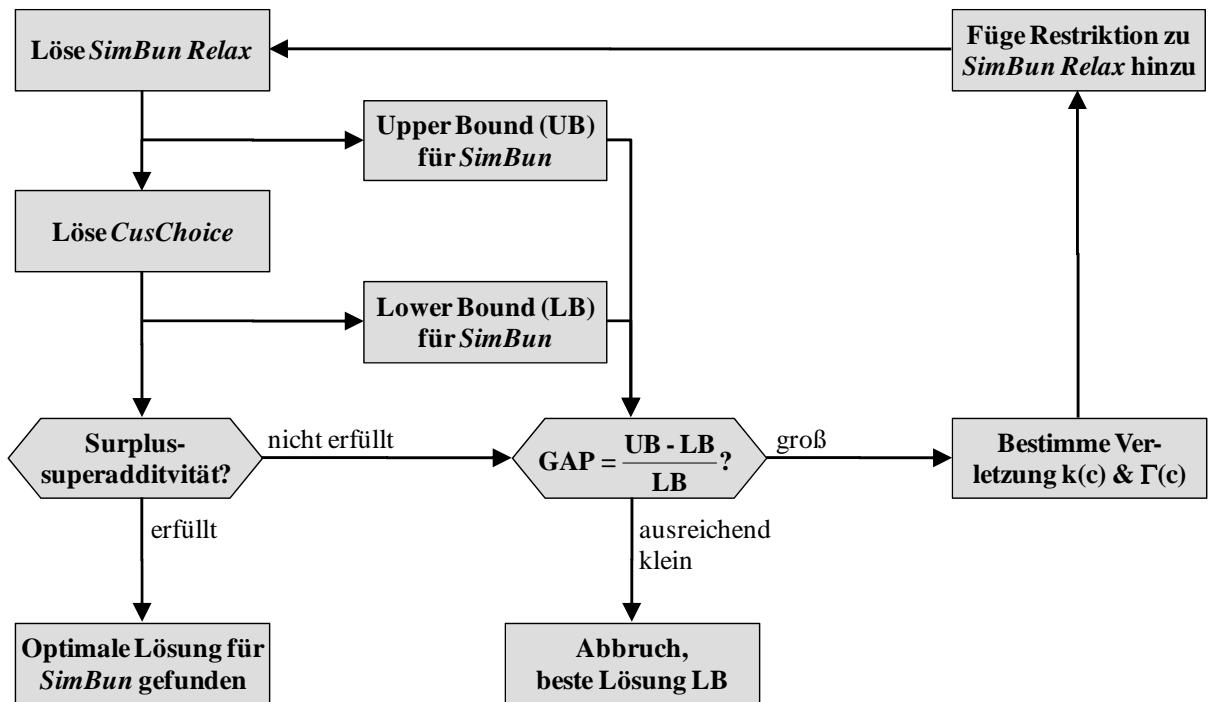 Löse SimBun Relax
Füge Restriktion zu
SimBun Relax hinzu
Upper Bound (UB)
für SimBun
Löse CusChoice
Lower Bound (LB)
für SimBun
Surplus-
superadditvität?
nicht erfüllt
GAP = (UB - LB) / LB ?
groß
Bestimme Ver-
letzung k(c) & Γ(c)
erfüllt
ausreichend
klein
Optimale Lösung für
SimBun gefunden
Abbruch,
beste Lösung LB